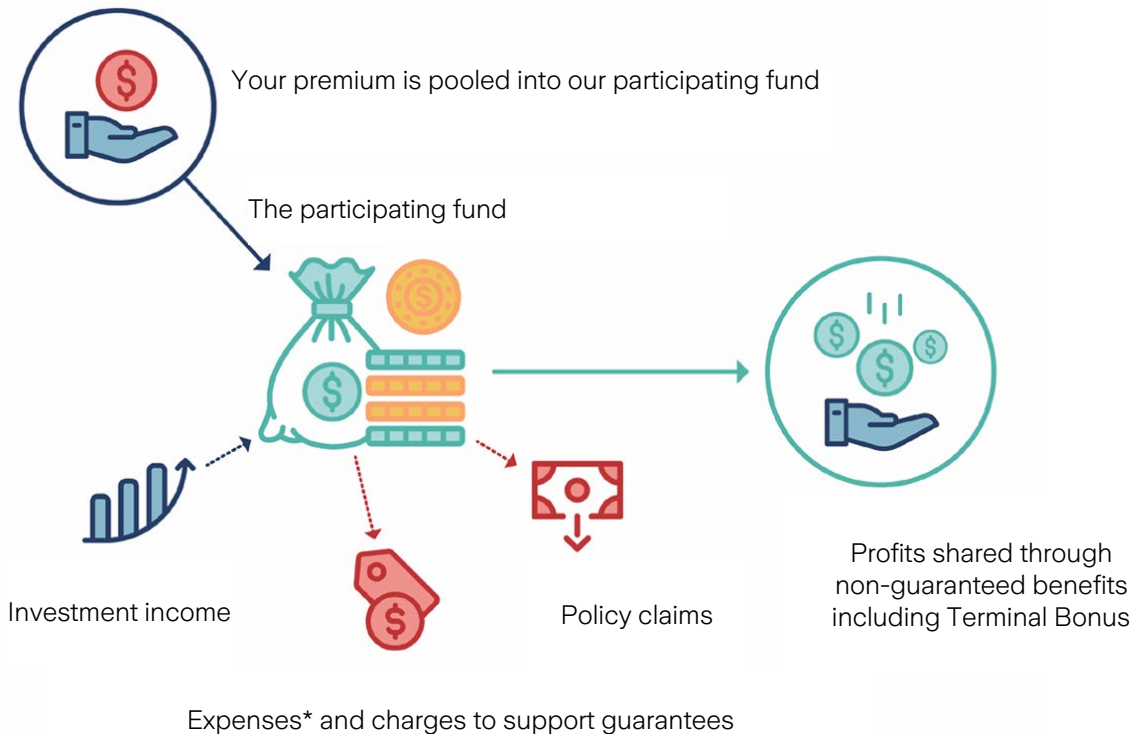 Your premium is pooled into our participating fund
The participating fund
Investment income
Policy claims
Expenses* and charges to support guarantees
Profits shared through
non-guaranteed benefits
including Terminal Bonus